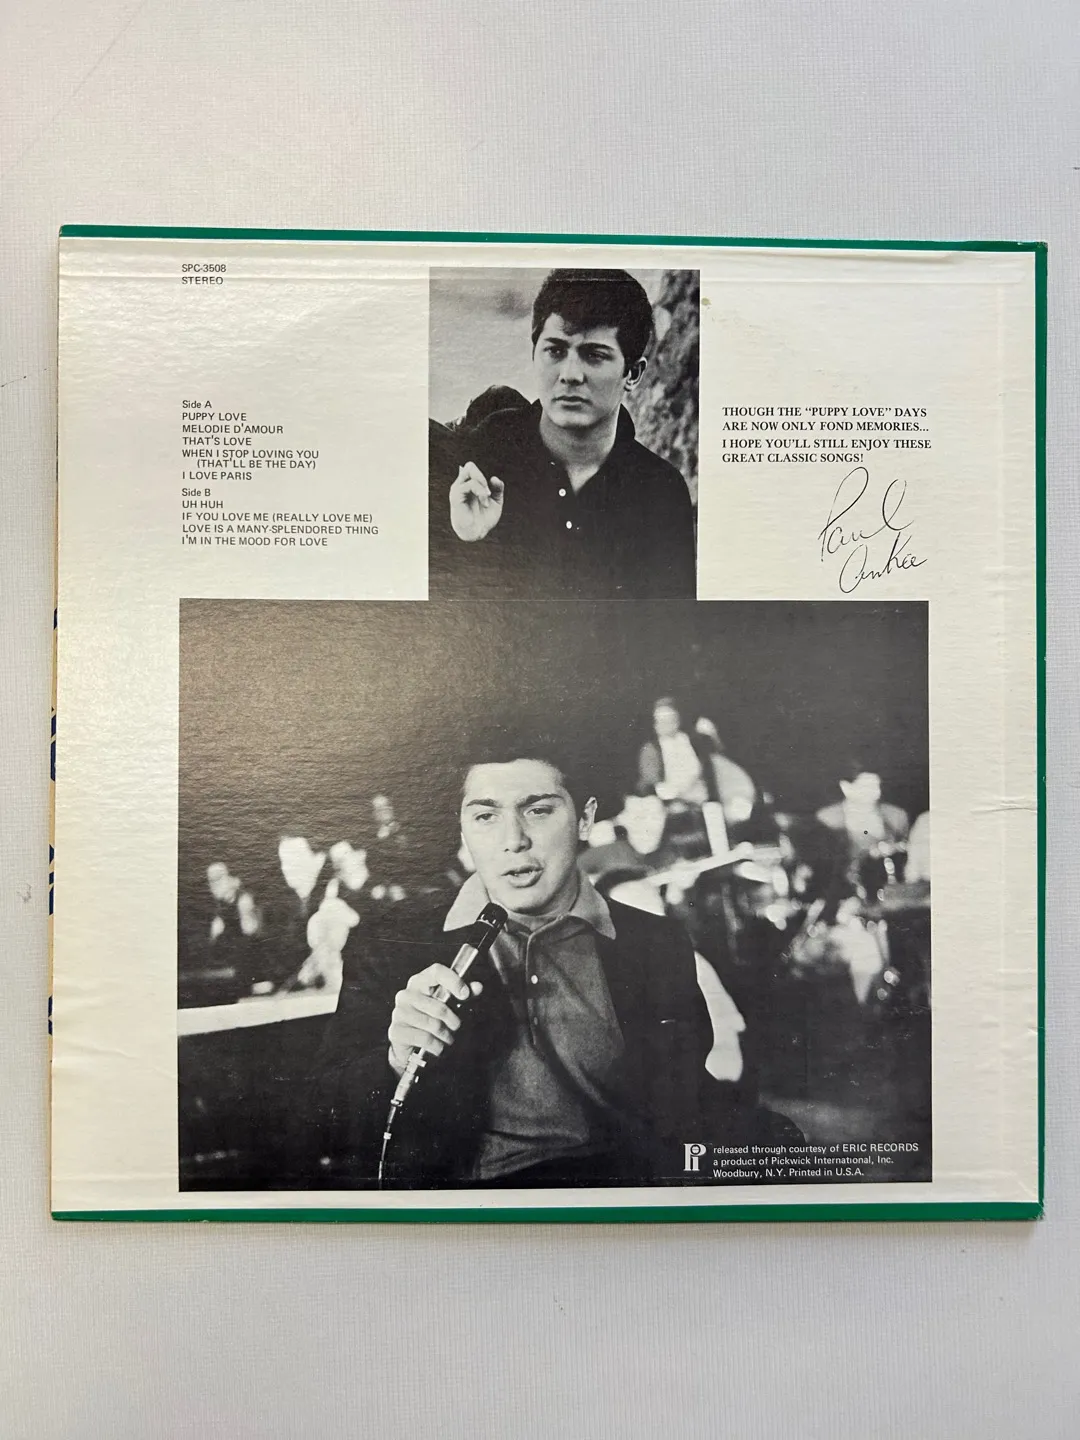 SPC-3508
STEREO
Side A
PUPPY LOVE
MELODIE D'AMOUR
THAT'S LOVE
WHEN I STOP LOVING YOU
(THAT'LL BE THE DAY)
I LOVE PARIS
Side B
UH HUH
IF YOU LOVE ME (REALLY LOVE ME)
LOVE IS A MANY-SPLENDORED THING
I'M IN THE MOOD FOR LOVE
THOUGH THE "PUPPY LOVE" DAYS
ARE NOW ONLY FOND MEMORIES...
I HOPE YOU'LL STILL ENJOY THESE
GREAT CLASSIC SONGS!
Paul
Anka
Pi
released through courtesy of ERIC RECORDS
a product of Pickwick International, Inc.
Woodbury, N.Y. Printed in U.S.A.